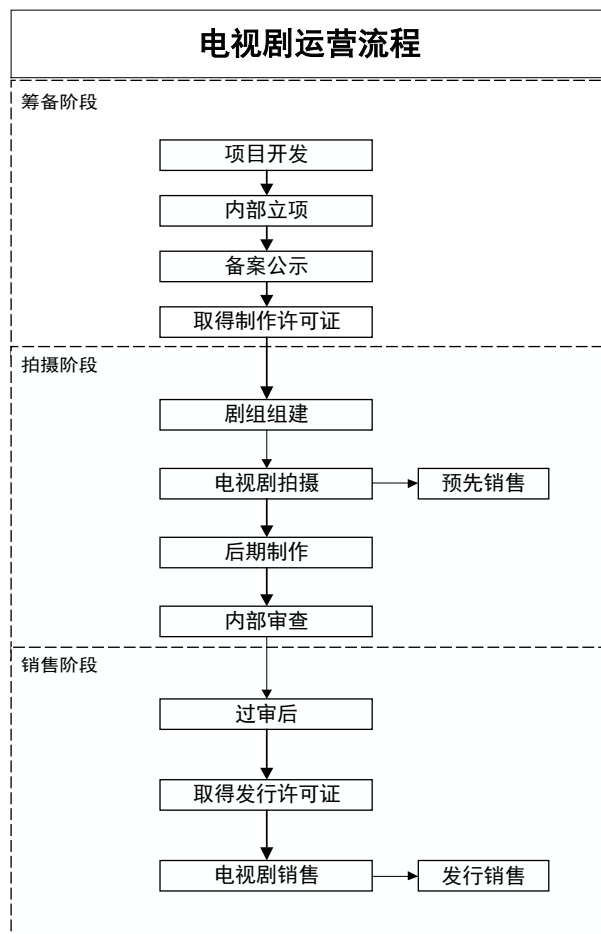 电视剧运营流程
筹备阶段
项目开发
内部立项
备案公示
取得制作许可证
拍摄阶段
剧组组建
电视剧拍摄
预先销售
后期制作
内部审查
销售阶段
过审后
取得发行许可证
电视剧销售
发行销售